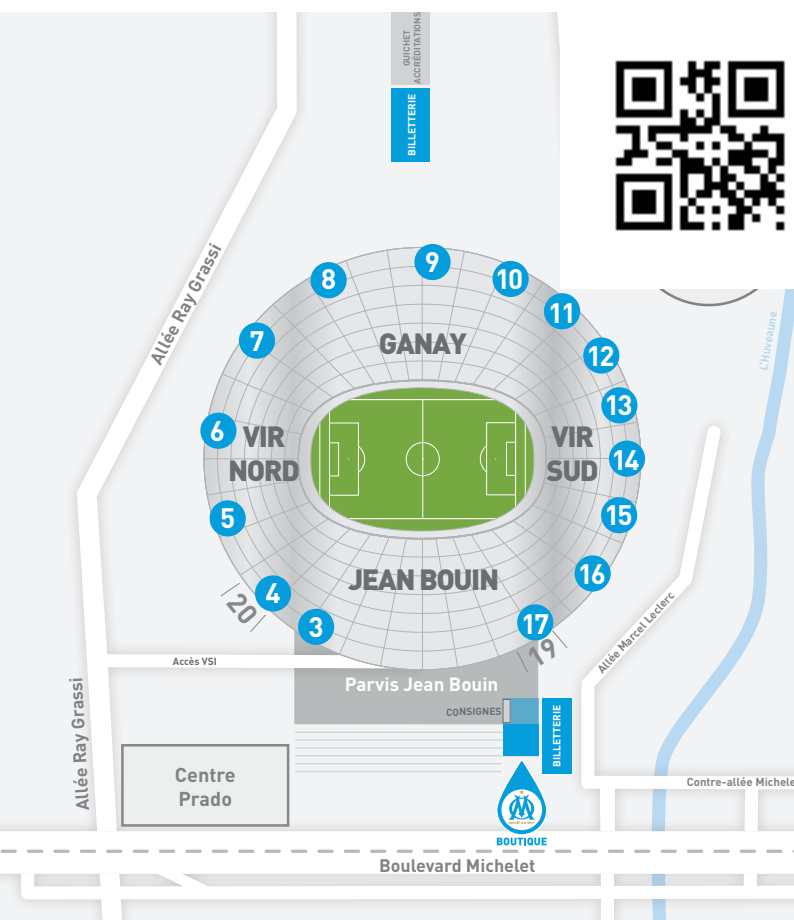 GUICHET
ACCRÉDITATIONS
BILLETTERIE
Allée Ray Grassi
8
9
10
11
7
12
L'Huveaune
GANAY
13
6
VIR
NORD
VIR
SUD
14
5
15
JEAN BOUIN
16
4
20
3
17
19
Allée Marcel Leclerc
Accès VSI
Parvis Jean Bouin
CONSIGNES
BILLETTERIE
Allée Ray Grassi
Centre
Prado
Contre-allée Michele
BOUTIQUE
Boulevard Michelet